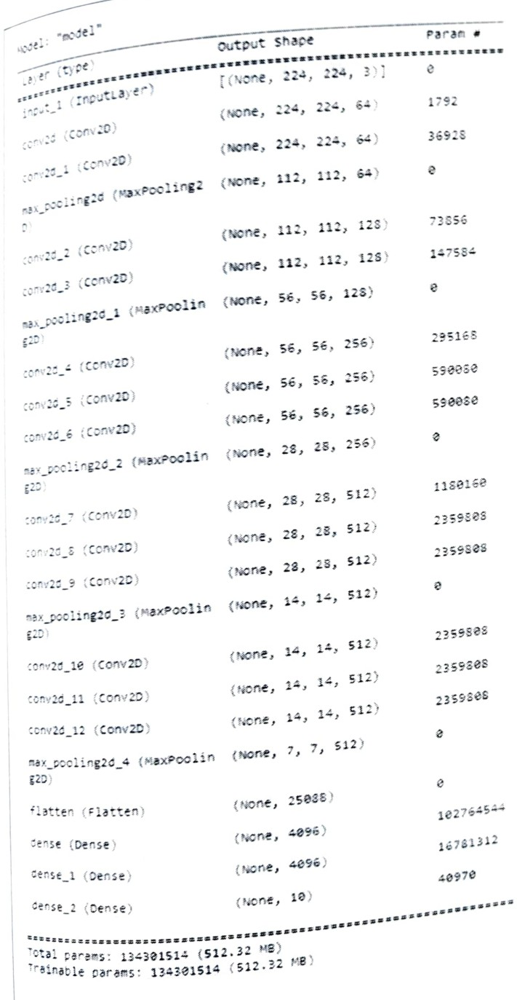 Model: "model"
Layer (type) Output Shape Param #
input_1 (InputLayer) [(None, 224, 224, 3)] 0
conv2d (Conv2D) (None, 224, 224, 64) 1792
conv2d_1 (Conv2D) (None, 224, 224, 64) 36928
max_pooling2d (MaxPooling2 (None, 112, 112, 64) 0
D)
conv2d_2 (Conv2D) (None, 112, 112, 128) 73856
conv2d_3 (Conv2D) (None, 112, 112, 128) 147584
max_pooling2d_1 (MaxPoolin (None, 56, 56, 128) 0
g2D)
conv2d_4 (Conv2D) (None, 56, 56, 256) 295168
conv2d_5 (Conv2D) (None, 56, 56, 256) 590080
conv2d_6 (Conv2D) (None, 56, 56, 256) 590080
max_pooling2d_2 (MaxPoolin (None, 28, 28, 256) 0
g2D)
conv2d_7 (Conv2D) (None, 28, 28, 512) 1180160
conv2d_8 (Conv2D) (None, 28, 28, 512) 2359808
conv2d_9 (Conv2D) (None, 28, 28, 512) 2359808
max_pooling2d_3 (MaxPoolin (None, 14, 14, 512) 0
g2D)
conv2d_10 (Conv2D) (None, 14, 14, 512) 2359808
conv2d_11 (Conv2D) (None, 14, 14, 512) 2359808
conv2d_12 (Conv2D) (None, 14, 14, 512) 2359808
max_pooling2d_4 (MaxPoolin (None, 7, 7, 512) 0
g2D)
flatten (Flatten) (None, 25088) 0
dense (Dense) (None, 4096) 102764544
dense_1 (Dense) (None, 4096) 16781312
dense_2 (Dense) (None, 10) 40970
Total params: 134301514 (512.32 MB)
Trainable params: 134301514 (512.32 MB)